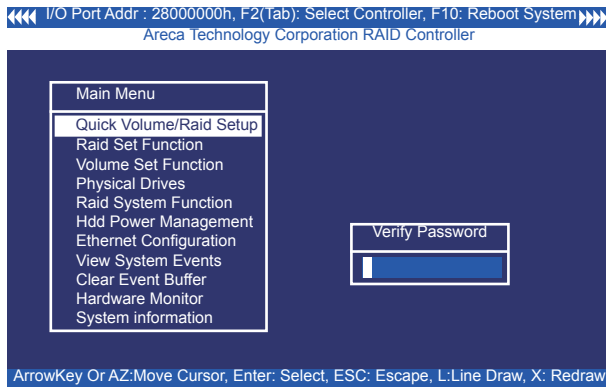 I/O Port Addr : 28000000h, F2(Tab): Select Controller, F10: Reboot System
Areca Technology Corporation RAID Controller
Main Menu
Quick Volume/Raid Setup
Raid Set Function
Volume Set Function
Physical Drives
Raid System Function
Hdd Power Management
Ethernet Configuration
View System Events
Clear Event Buffer
Hardware Monitor
System information
Verify Password
ArrowKey Or AZ:Move Cursor, Enter: Select, ESC: Escape, L:Line Draw, X: Redraw